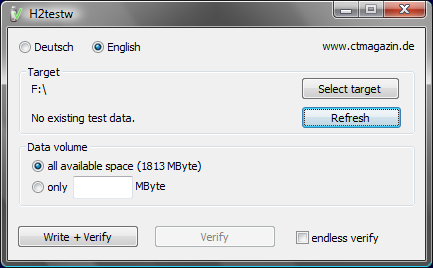 H2testw
Deutsch English www.ctmagazin.de
Target
F:\ Select target
No existing test data. Refresh
Data volume
all available space (1813 MByte)
only MByte
Write + Verify Verify endless verify